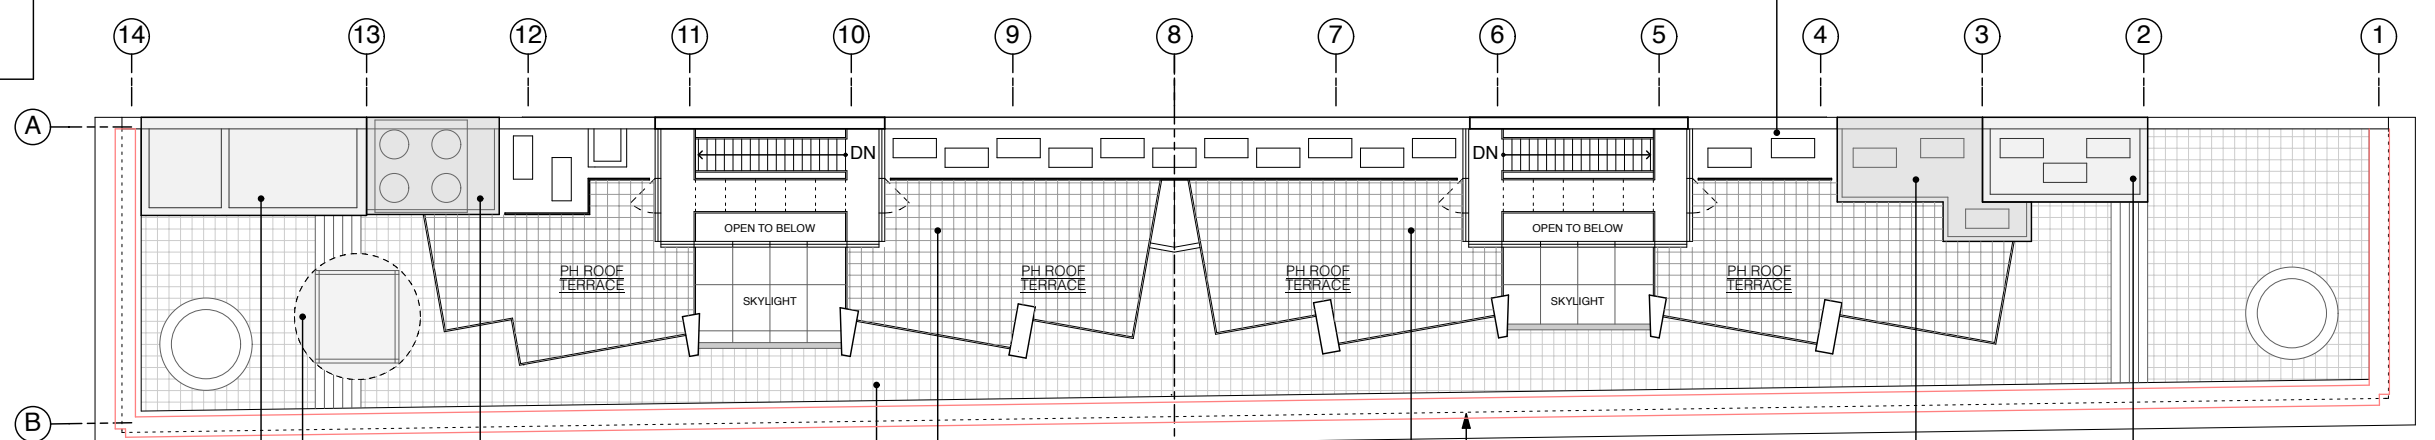 14 13 12 11 10 9 8 7 6 5 4 3 2 1
A
DN DN
OPEN TO BELOW OPEN TO BELOW
PH ROOF
TERRACE
PH ROOF
TERRACE
PH ROOF
TERRACE
PH ROOF
TERRACE
SKYLIGHT SKYLIGHT
B